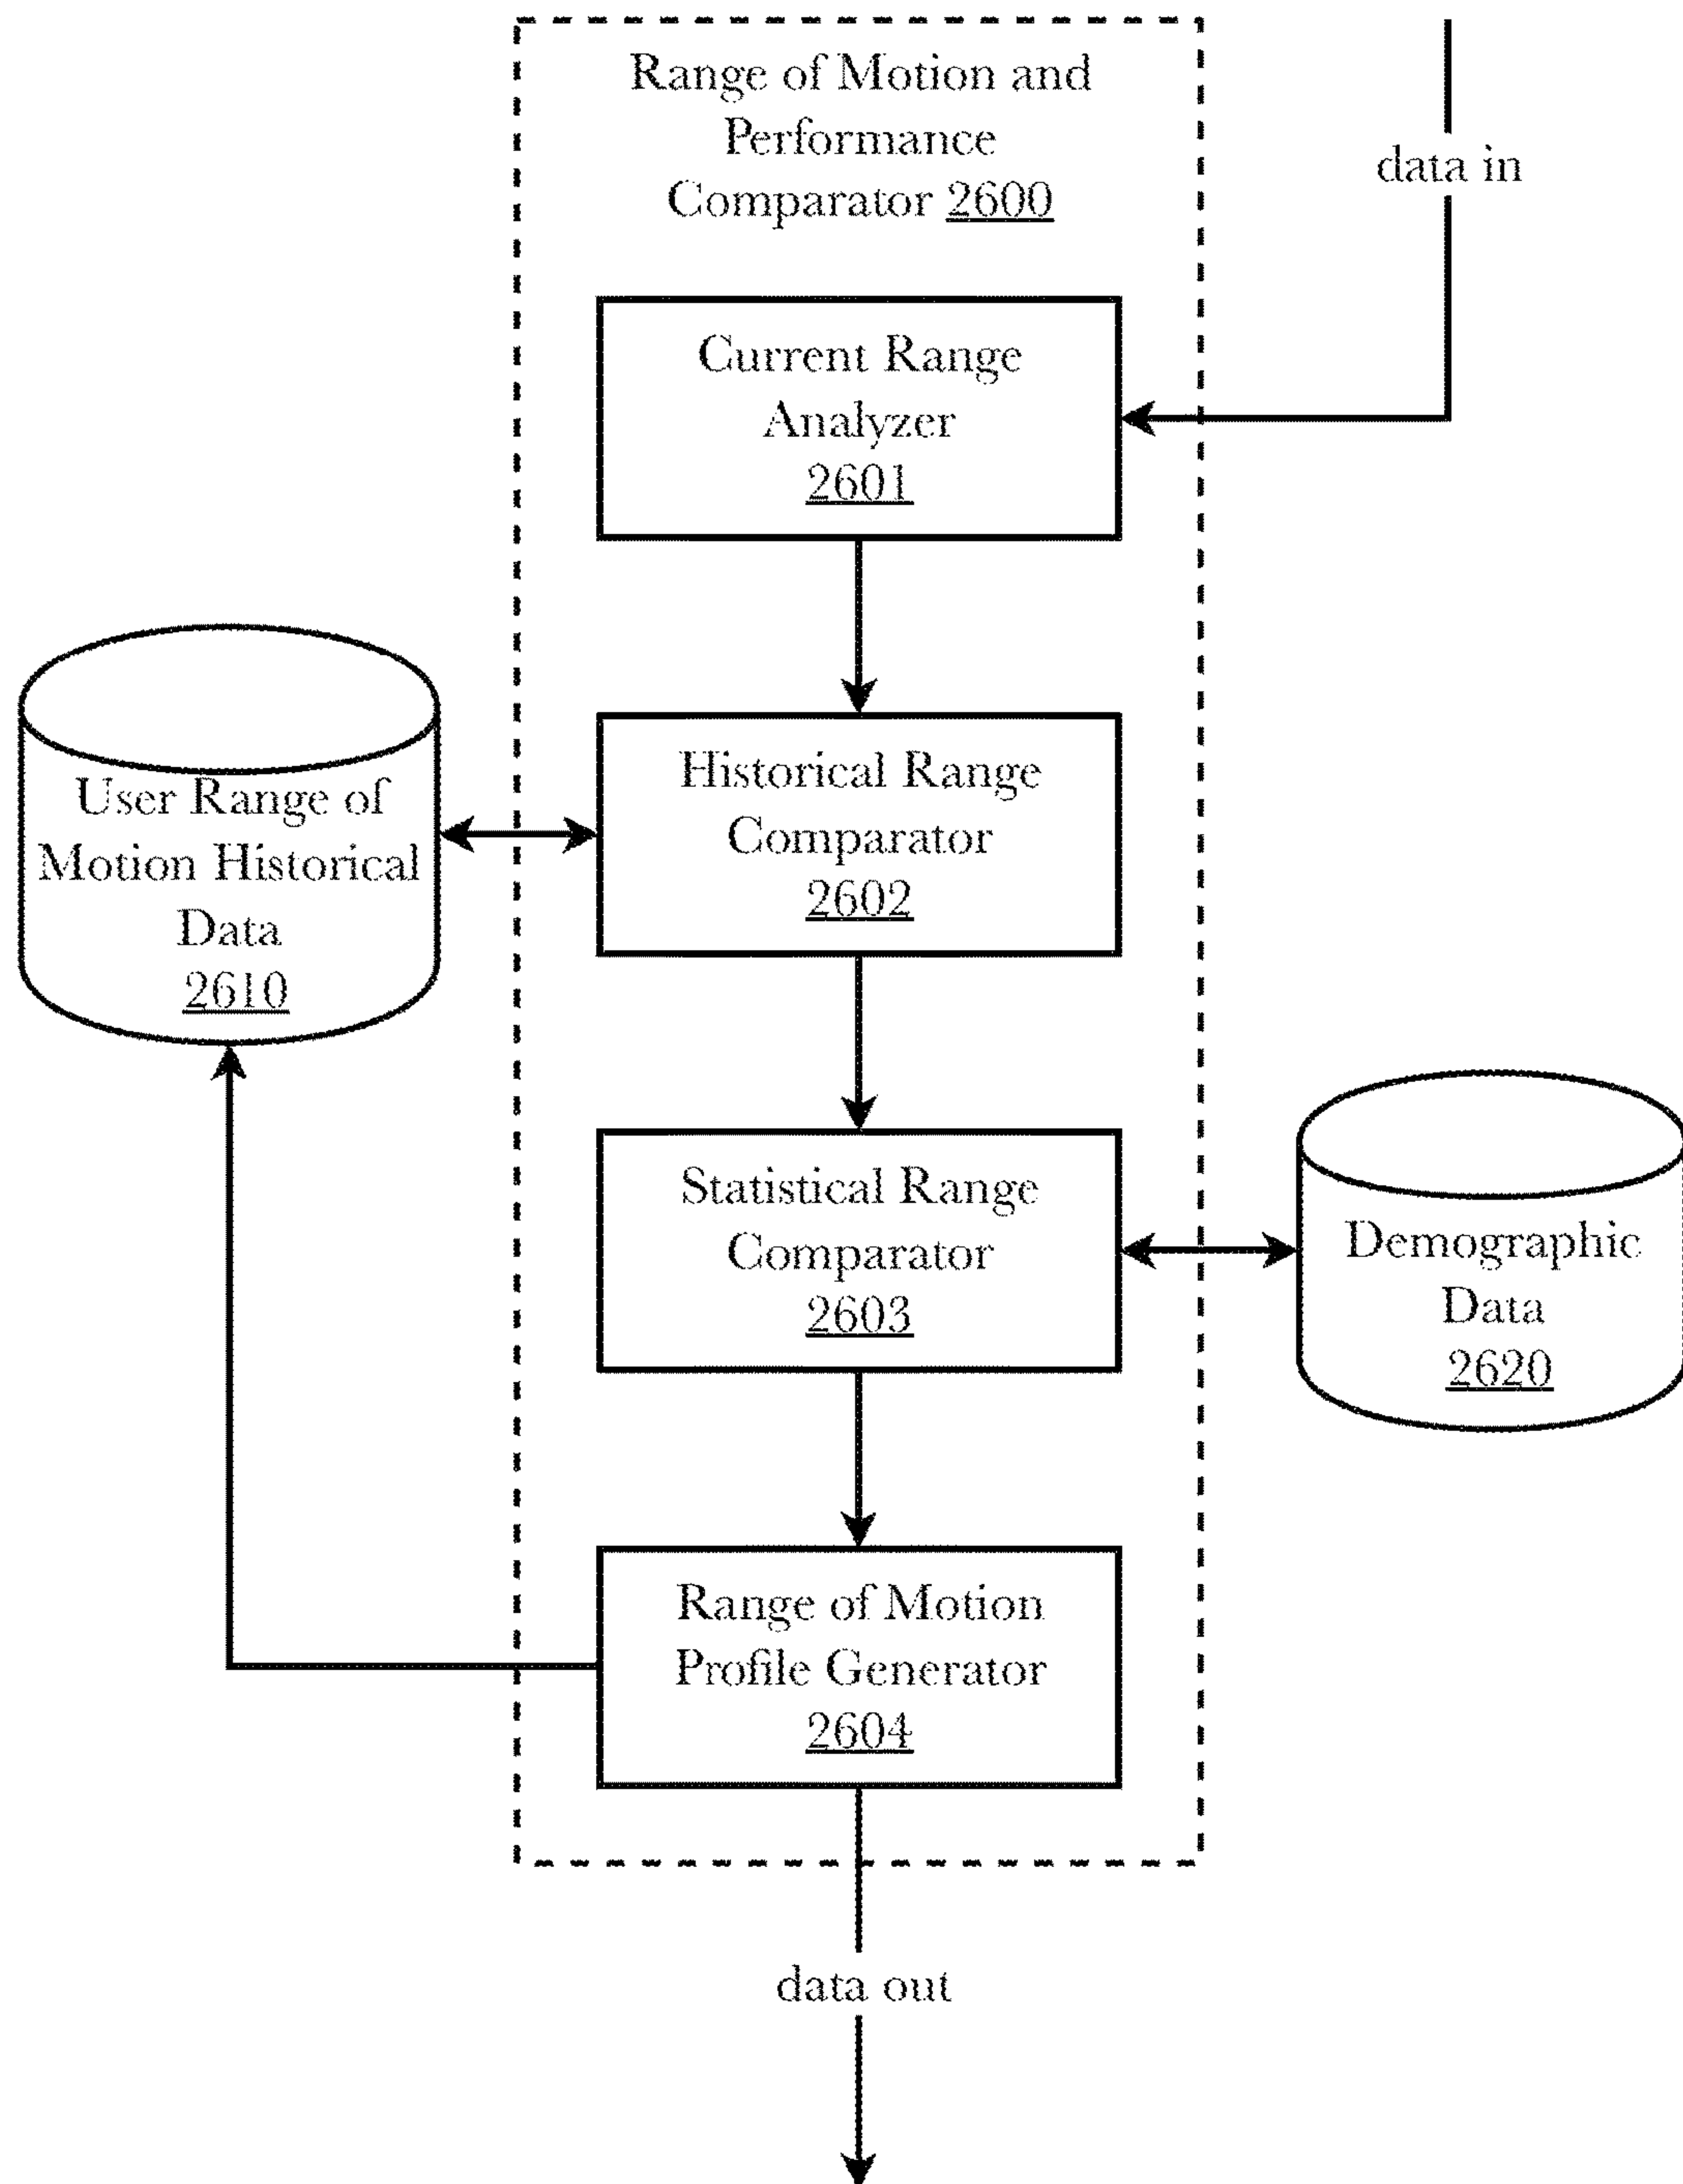 Range of Motion and
Performance
Comparator 2600
data in
Current Range
Analyzer
2601
Historical Range
Comparator
2602
User Range of
Motion Historical
Data
2610
Statistical Range
Comparator
2603
Demographic
Data
2620
Range of Motion
Profile Generator
2604
data out